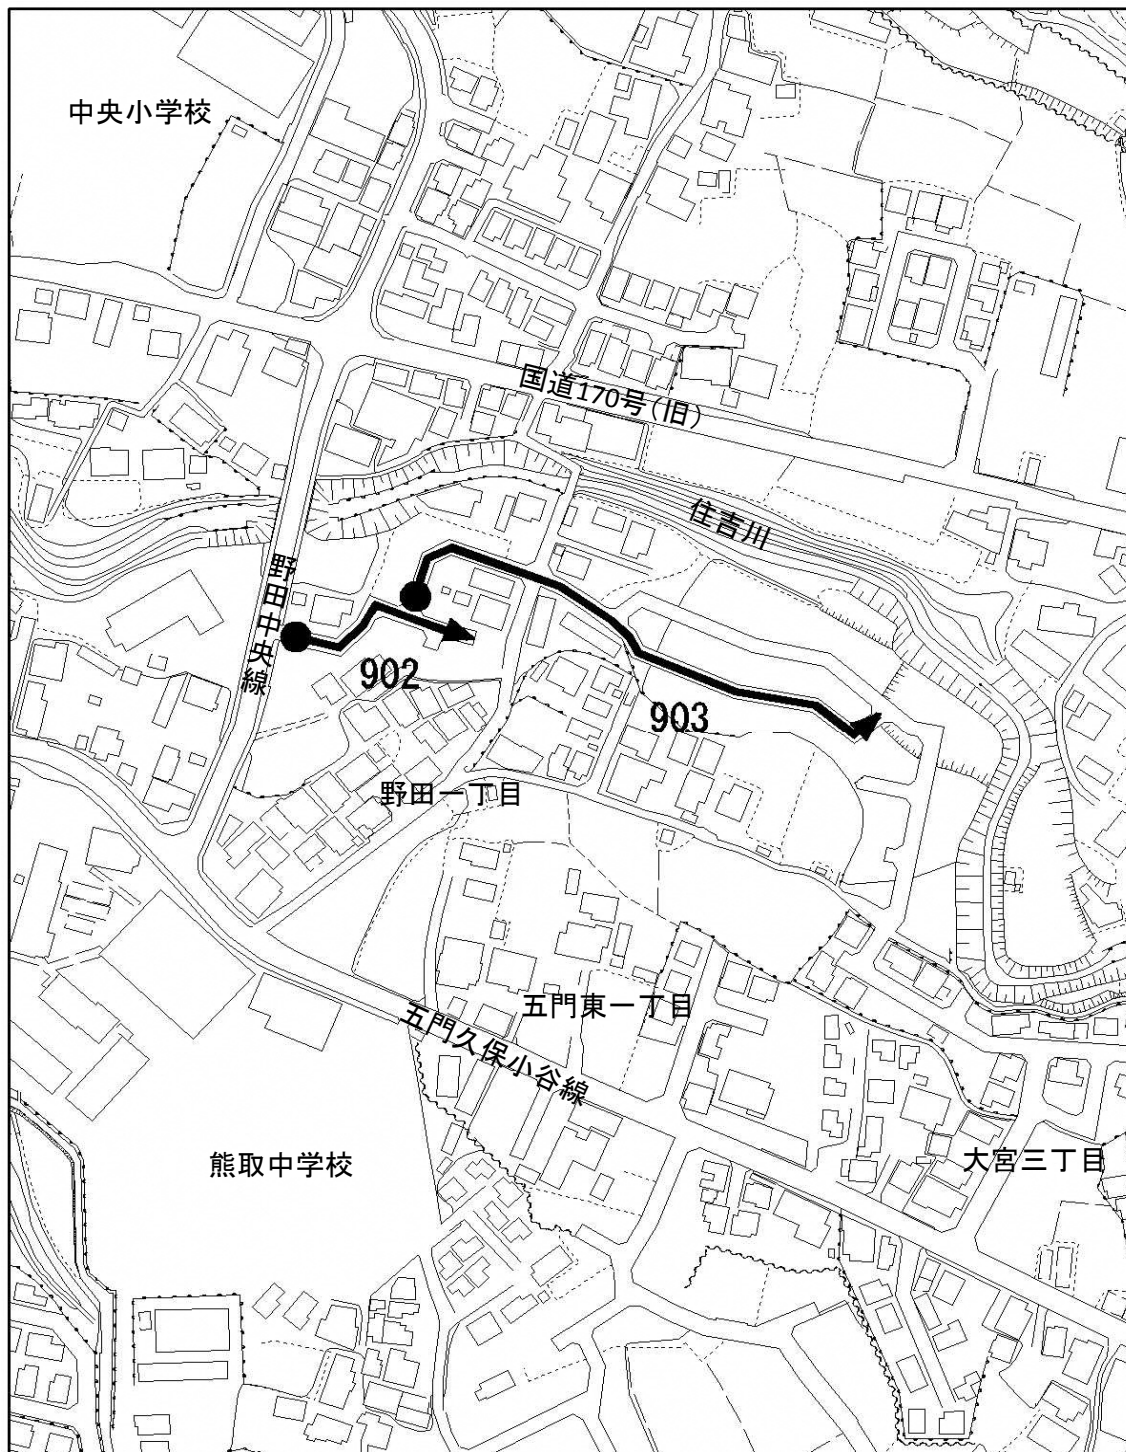 中央小学校
国道170号(旧)
住吉川
野田中央線
902
903
野田一丁目
五門東一丁目
五門久保小谷線
熊取中学校
大宮三丁目